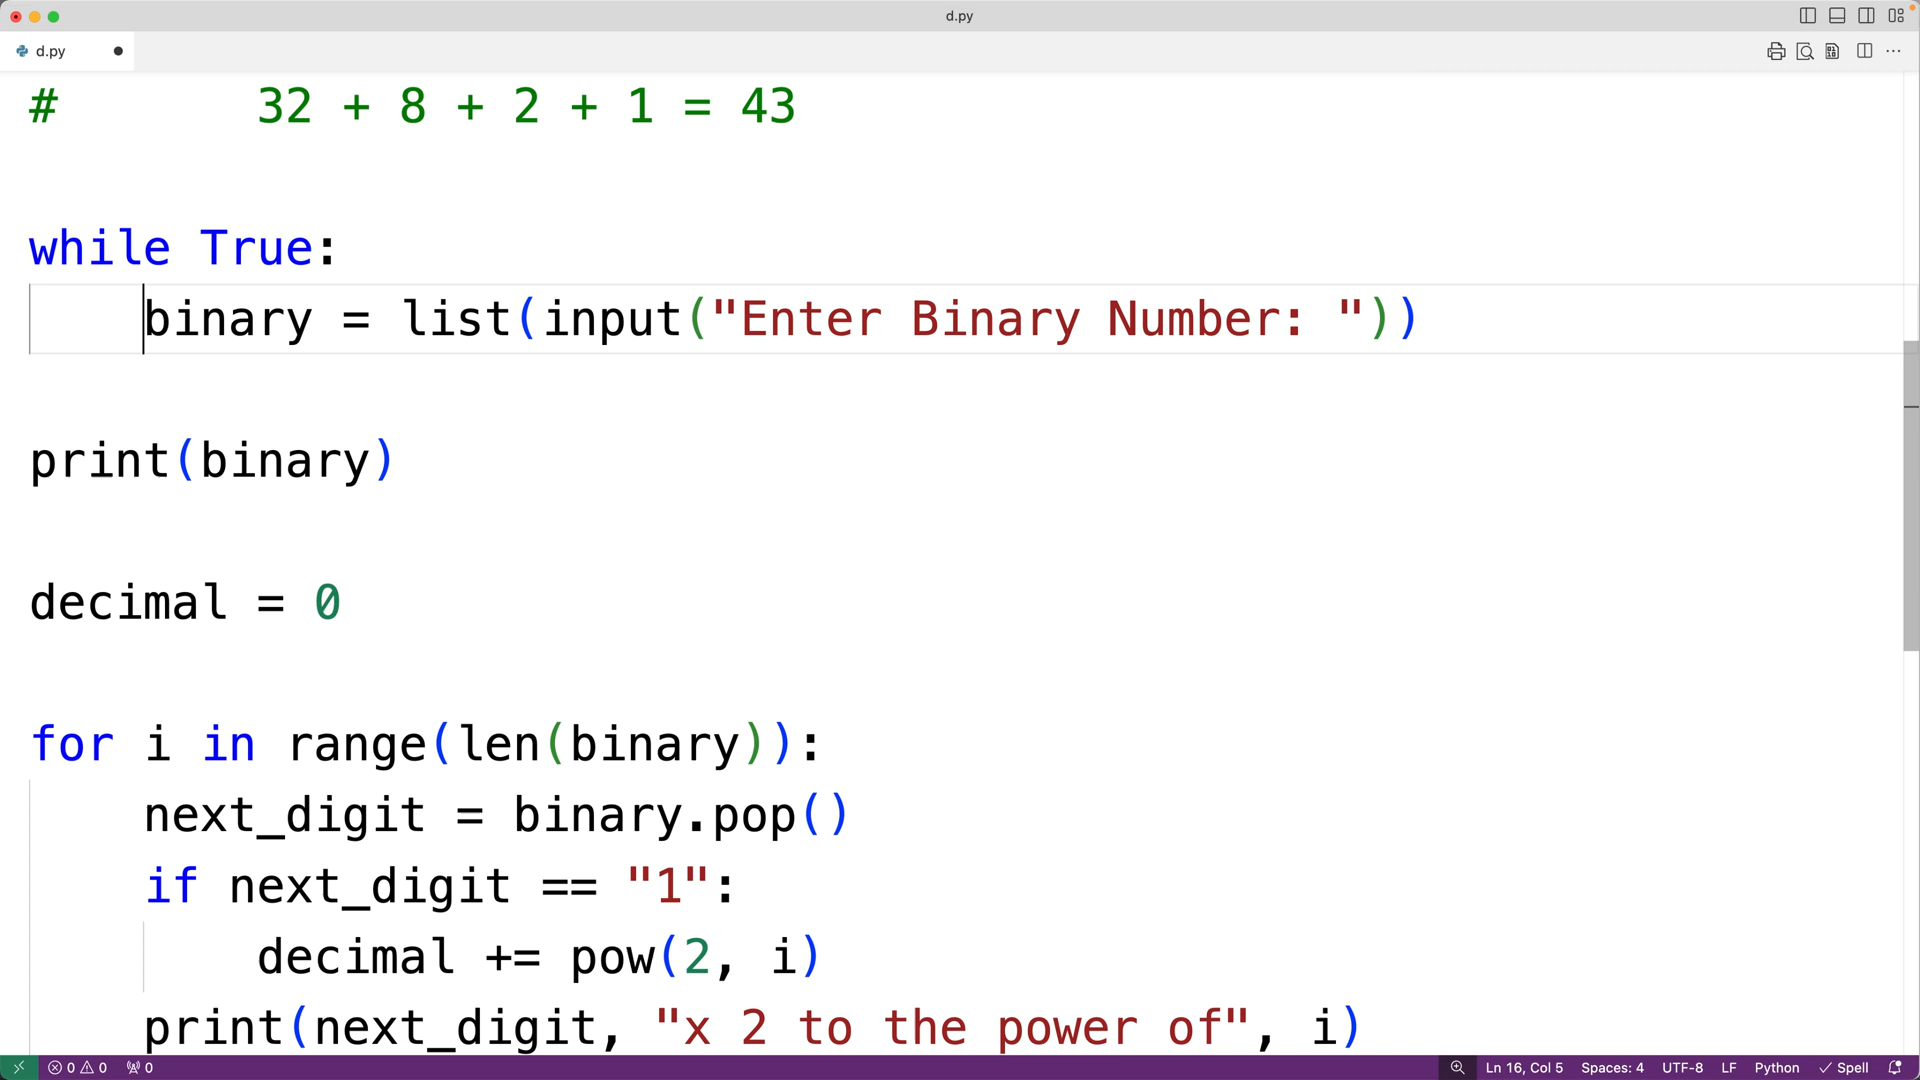 d.py
d.py
#       32 + 8 + 2 + 1 = 43
while True:
    binary = list(input("Enter Binary Number: "))
print(binary)
decimal = 0
for i in range(len(binary)):
    next_digit = binary.pop()
    if next_digit == "1":
        decimal += pow(2, i)
    print(next_digit, "x 2 to the power of", i)
0 0 0 Ln 16, Col 5 Spaces: 4 UTF-8 LF Python Spell